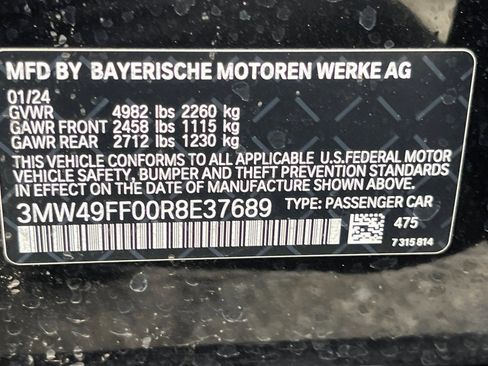 MFD BY BAYERISCHE MOTOREN WERKE AG
01/24
GVWR 4982 lbs 2260 kg
GAWR FRONT 2458 lbs 1115 kg
GAWR REAR 2712 lbs 1230 kg
THIS VEHICLE CONFORMS TO ALL APPLICABLE U.S.FEDERAL MOTOR
VEHICLE SAFETY, BUMPER AND THEFT PREVENTION STANDARDS IN
EFFECT ON THE DATE OF MANUFACTURE SHOWN ABOVE.
3MW49FF00R8E37689 TYPE: PASSENGER CAR
475
7 315 814